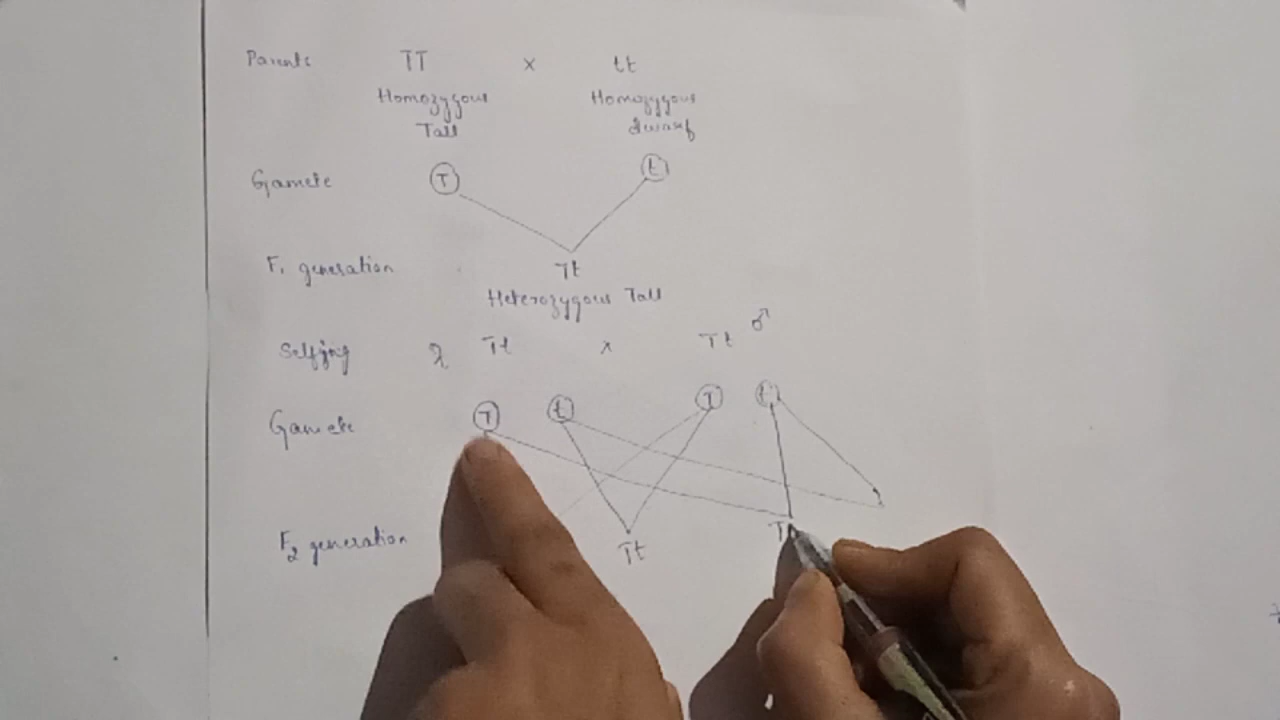 Parents TT x tt
Homozygous Homozygous
Tall dwarf
Gamete T t
F1 generation Tt
Heterozygous Tall
Selfing ♀ Tt x Tt ♂
Gamete T t T t
F2 generation Tt T